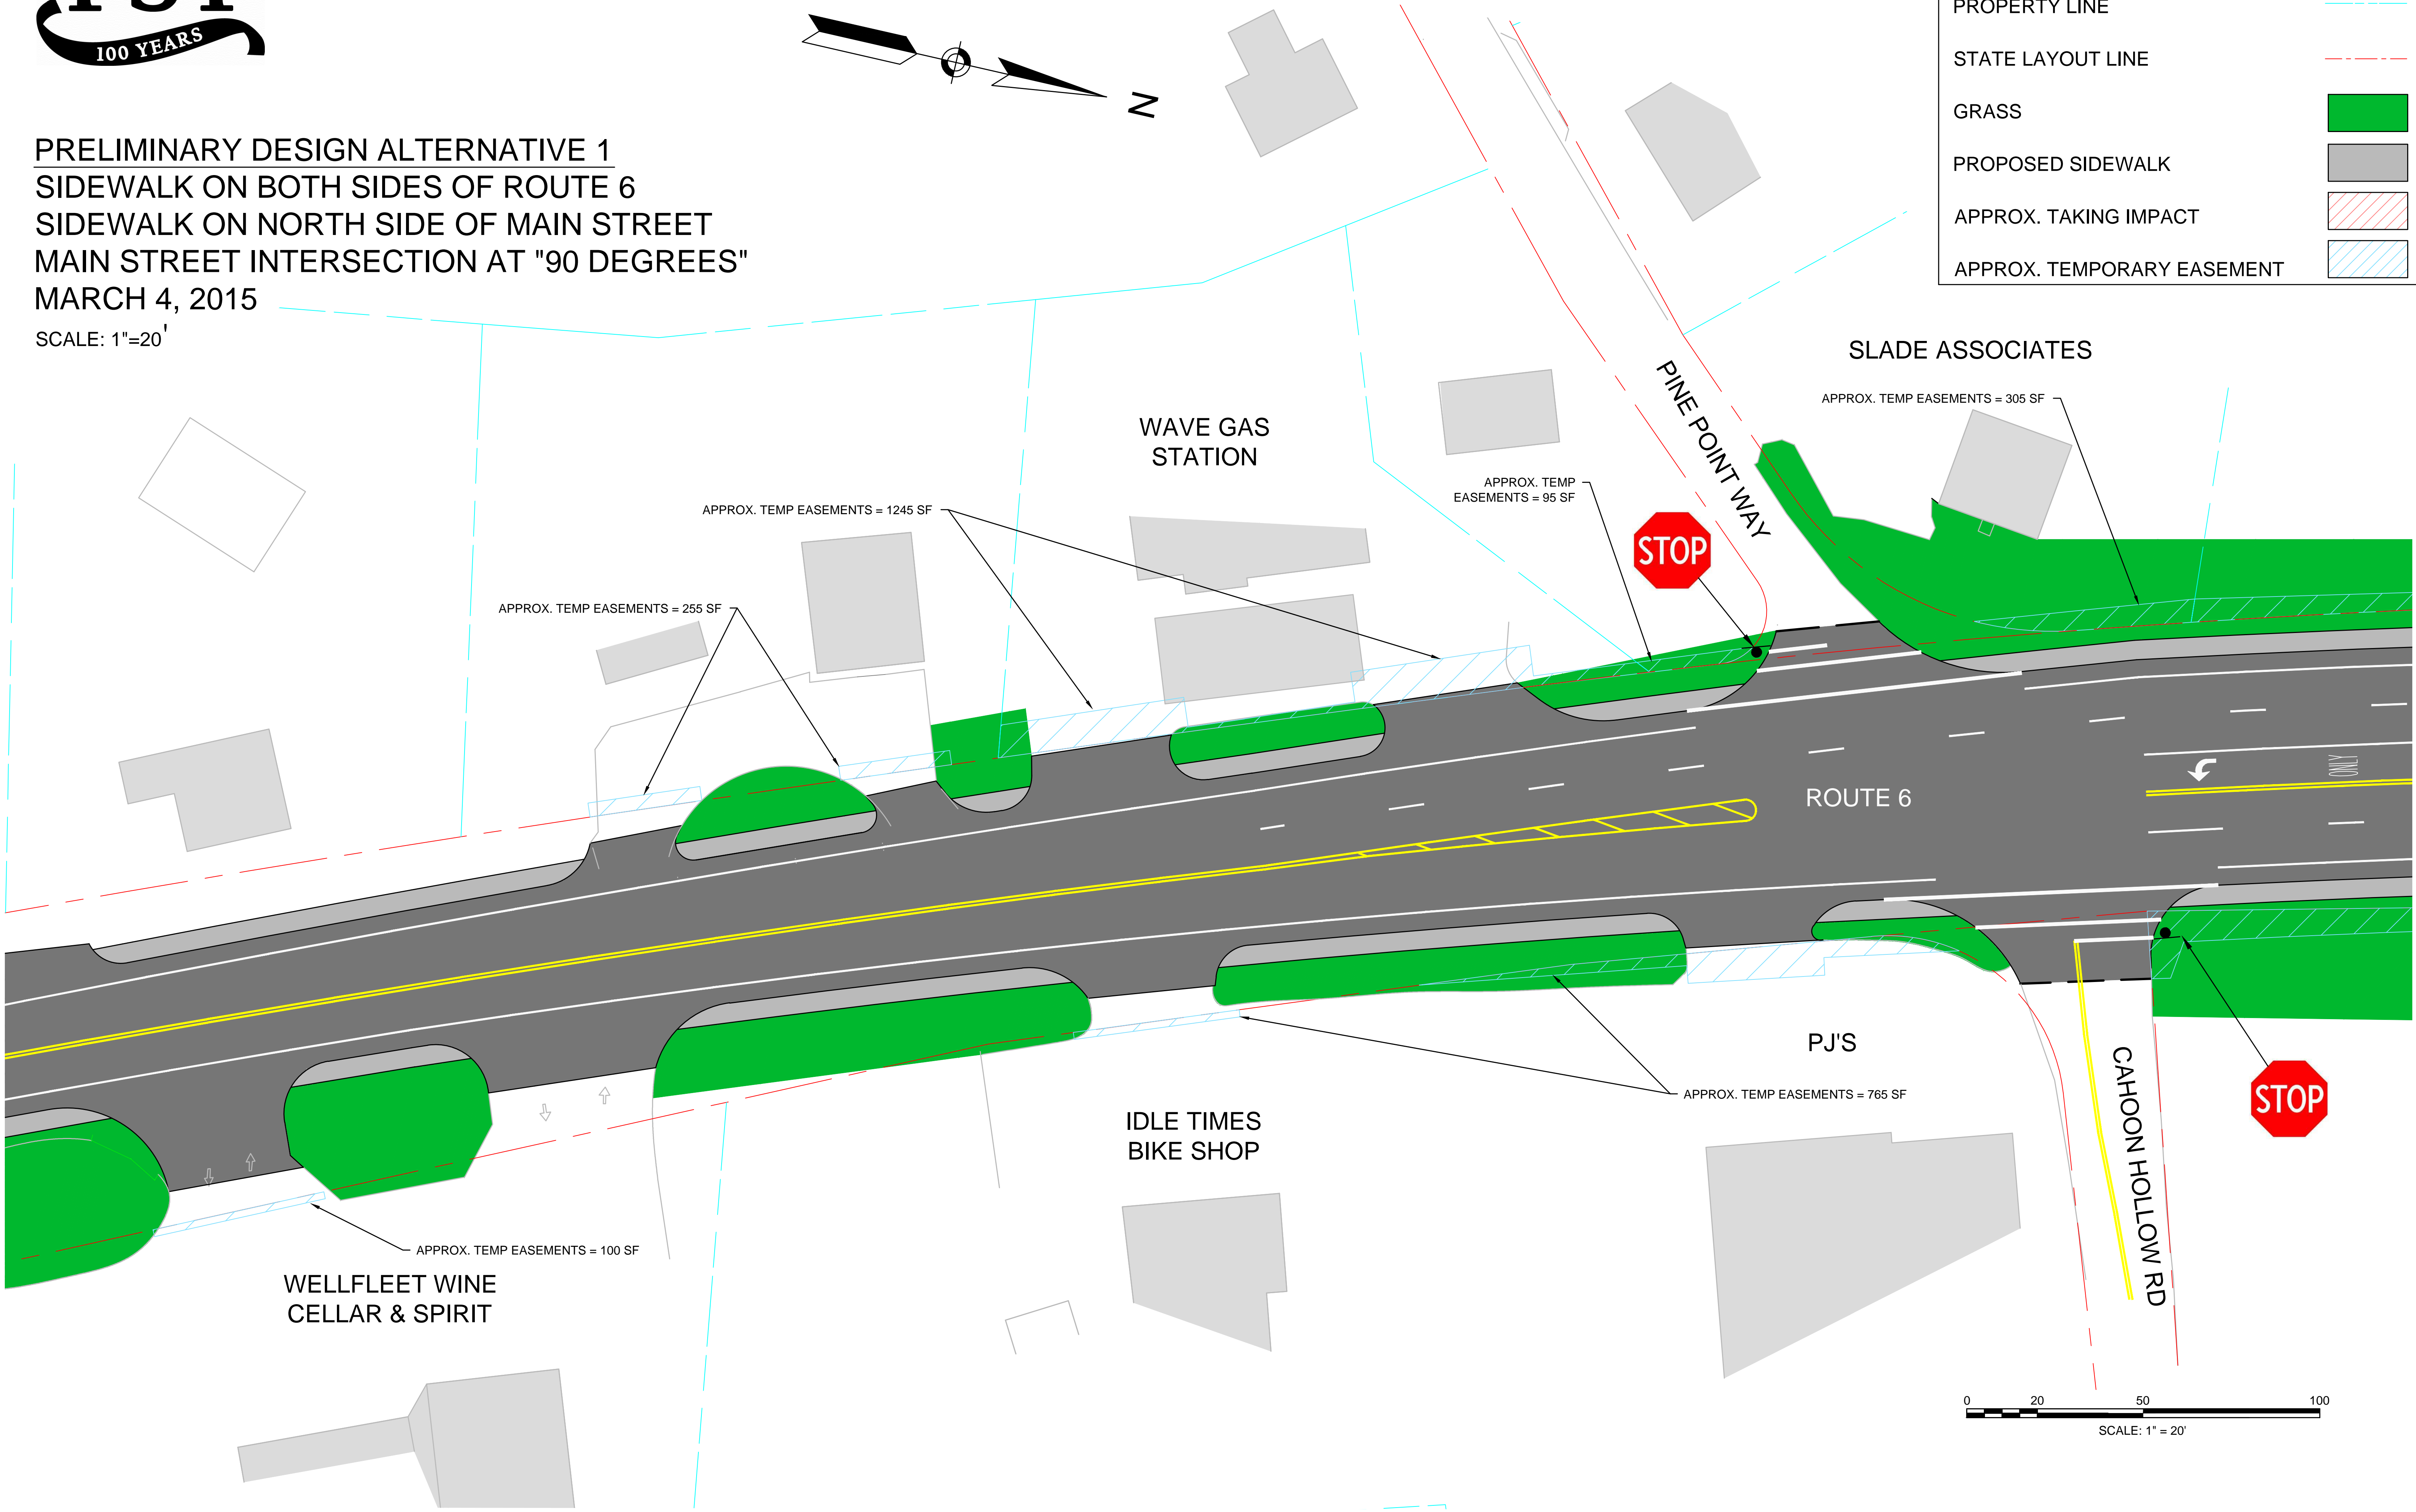 100 YEARS
N
PRELIMINARY DESIGN ALTERNATIVE 1
SIDEWALK ON BOTH SIDES OF ROUTE 6
SIDEWALK ON NORTH SIDE OF MAIN STREET
MAIN STREET INTERSECTION AT "90 DEGREES"
MARCH 4, 2015
SCALE: 1"=20'
PROPERTY LINE
STATE LAYOUT LINE
GRASS
PROPOSED SIDEWALK
APPROX. TAKING IMPACT
APPROX. TEMPORARY EASEMENT
SLADE ASSOCIATES
APPROX. TEMP EASEMENTS = 305 SF
PINE POINT WAY
WAVE GAS
STATION
APPROX. TEMP
EASEMENTS = 95 SF
STOP
APPROX. TEMP EASEMENTS = 1245 SF
APPROX. TEMP EASEMENTS = 255 SF
ROUTE 6
ONLY
PJ'S
APPROX. TEMP EASEMENTS = 765 SF
STOP
CAHOON HOLLOW RD
IDLE TIMES
BIKE SHOP
APPROX. TEMP EASEMENTS = 100 SF
WELLFLEET WINE
CELLAR & SPIRIT
0 20 50 100
SCALE: 1" = 20'